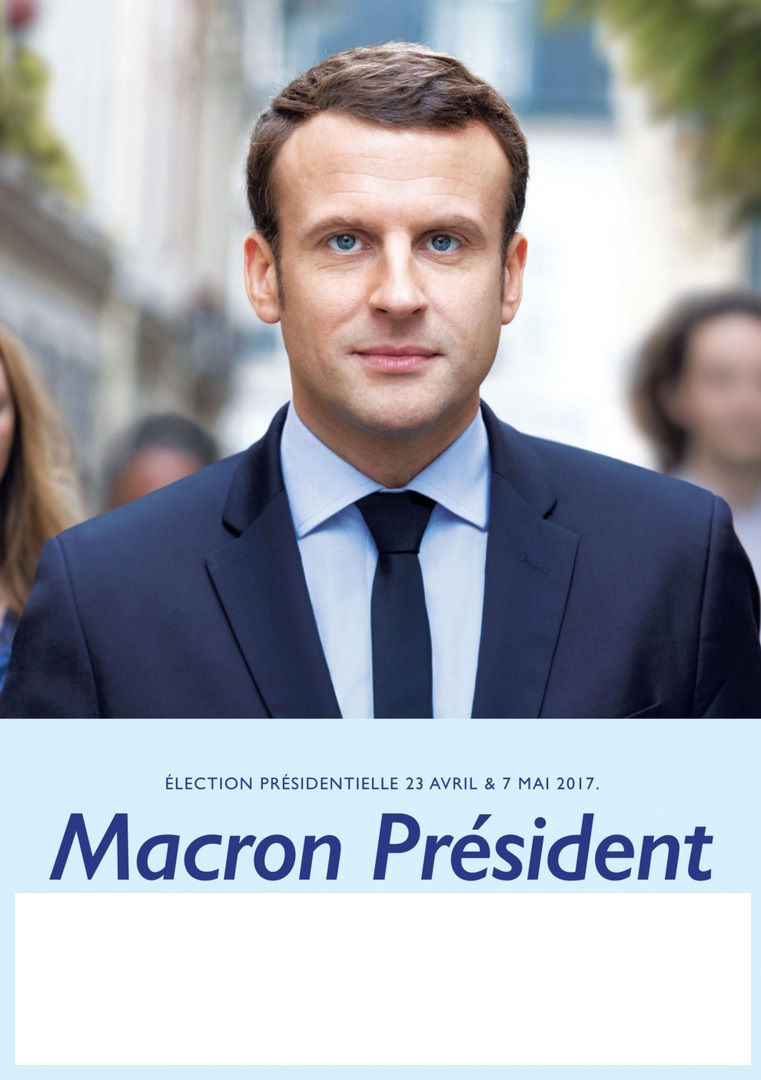 ÉLECTION PRÉSIDENTIELLE 23 AVRIL & 7 MAI 2017.
Macron Président